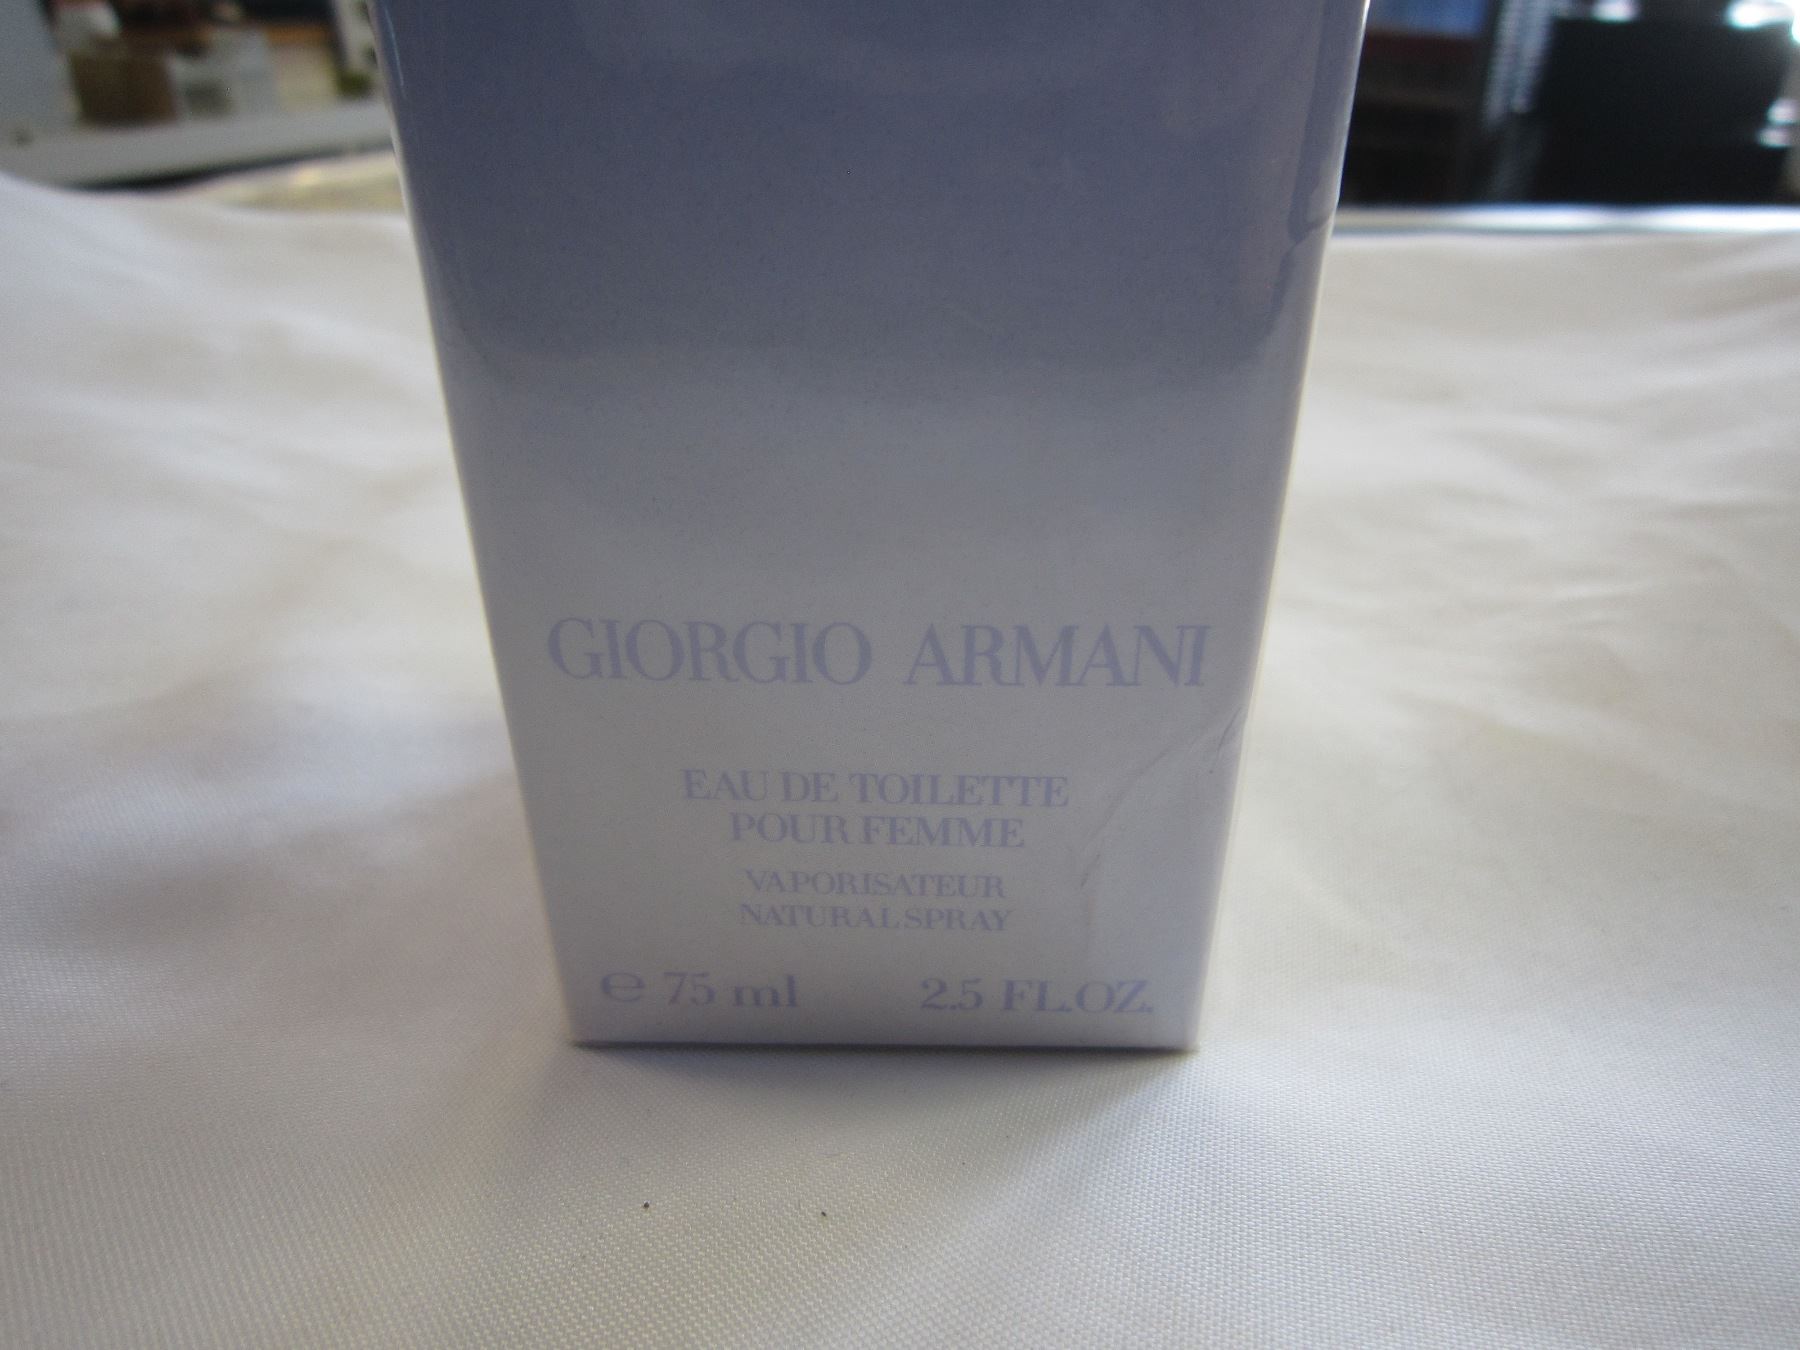 GIORGIO ARMANI
EAU DE TOILETTE
POUR FEMME
VAPORISATEUR
NATURAL SPRAY
℮ 75 ml 2.5 FL.OZ.